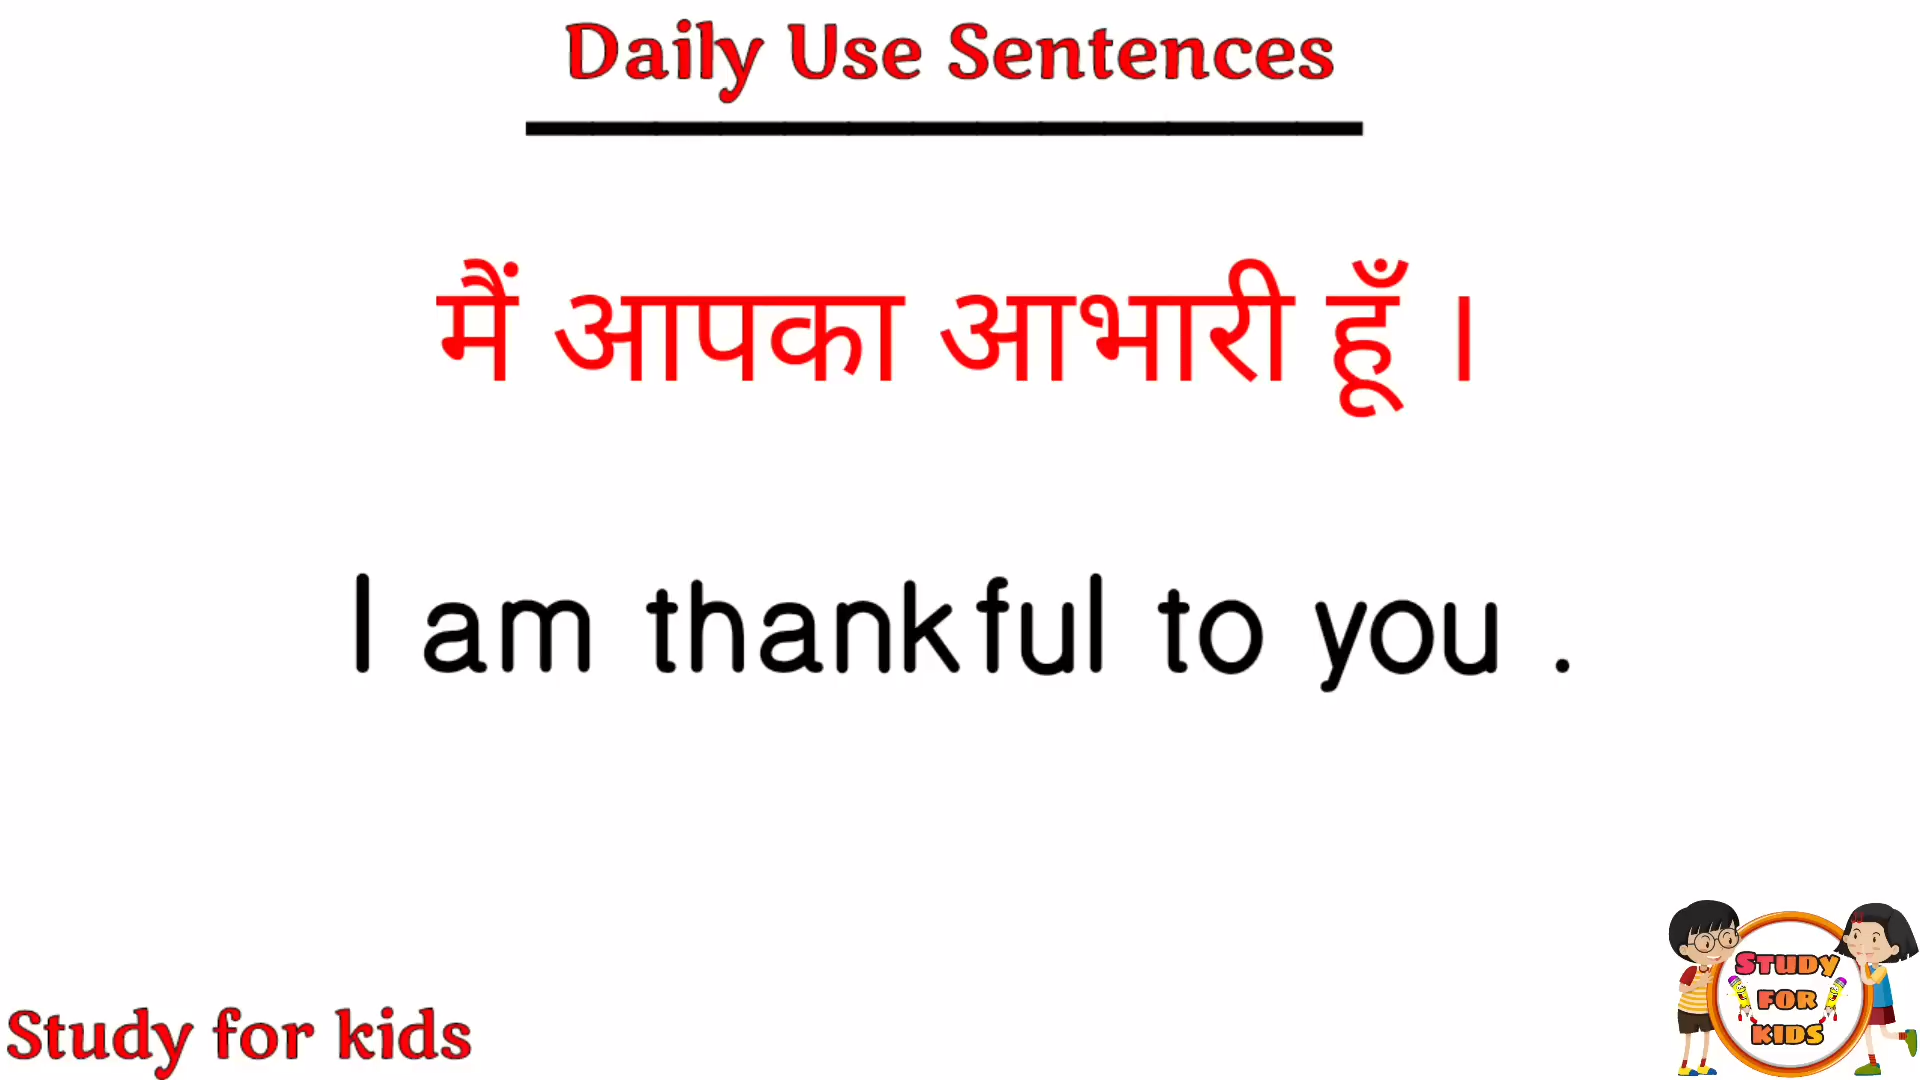 Daily Use Sentences
मैं आपका आभारी हूँ ।
I am thankful to you .
Study for kids
STUDY
FOR
KIDS